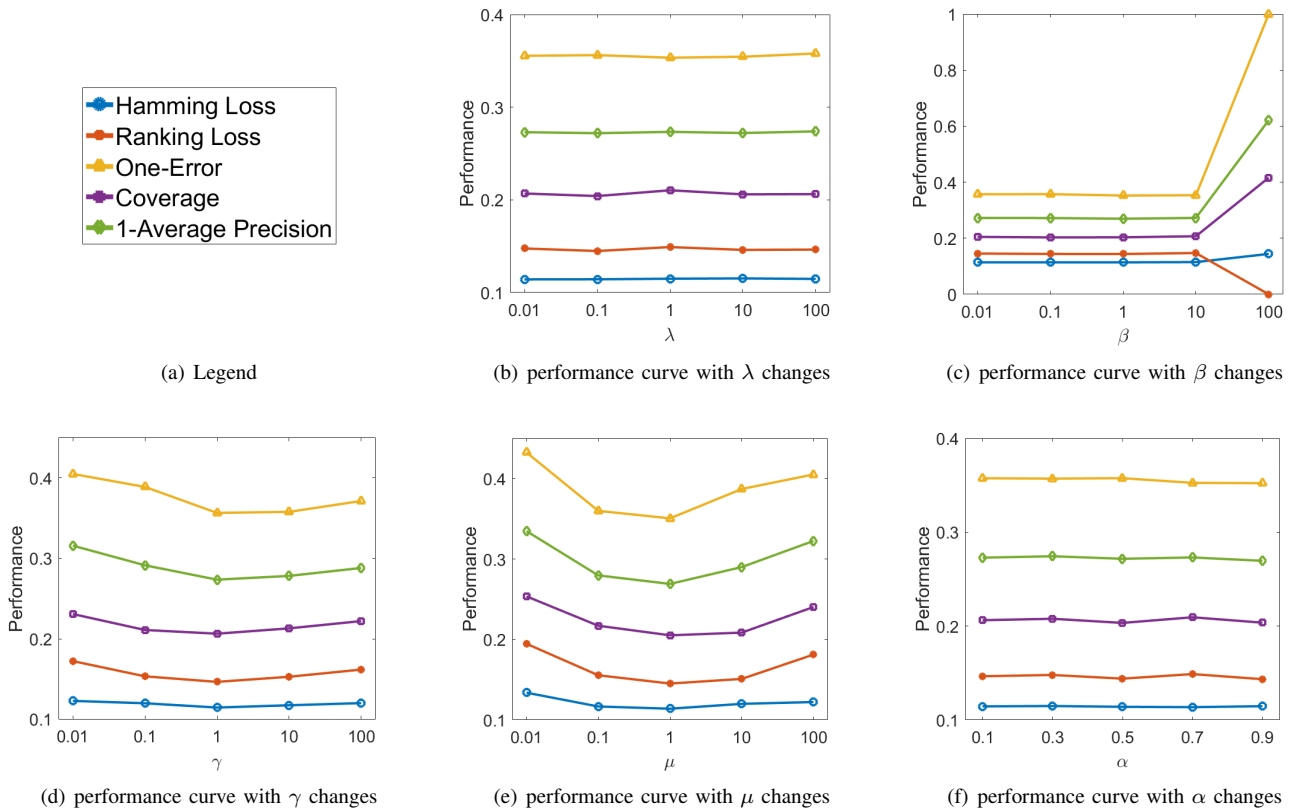 Hamming Loss
Ranking Loss
One-Error
Coverage
1-Average Precision
(a) Legend
0.4
0.3
0.2
0.1
Performance
0.01 0.1 1 10 100
λ
(b) performance curve with λ changes
1
0.8
0.6
0.4
0.2
0
Performance
0.01 0.1 1 10 100
β
(c) performance curve with β changes
0.4
0.3
0.2
0.1
Performance
0.01 0.1 1 10 100
γ
(d) performance curve with γ changes
0.4
0.3
0.2
0.1
Performance
0.01 0.1 1 10 100
μ
(e) performance curve with μ changes
0.4
0.3
0.2
0.1
Performance
0.1 0.3 0.5 0.7 0.9
α
(f) performance curve with α changes